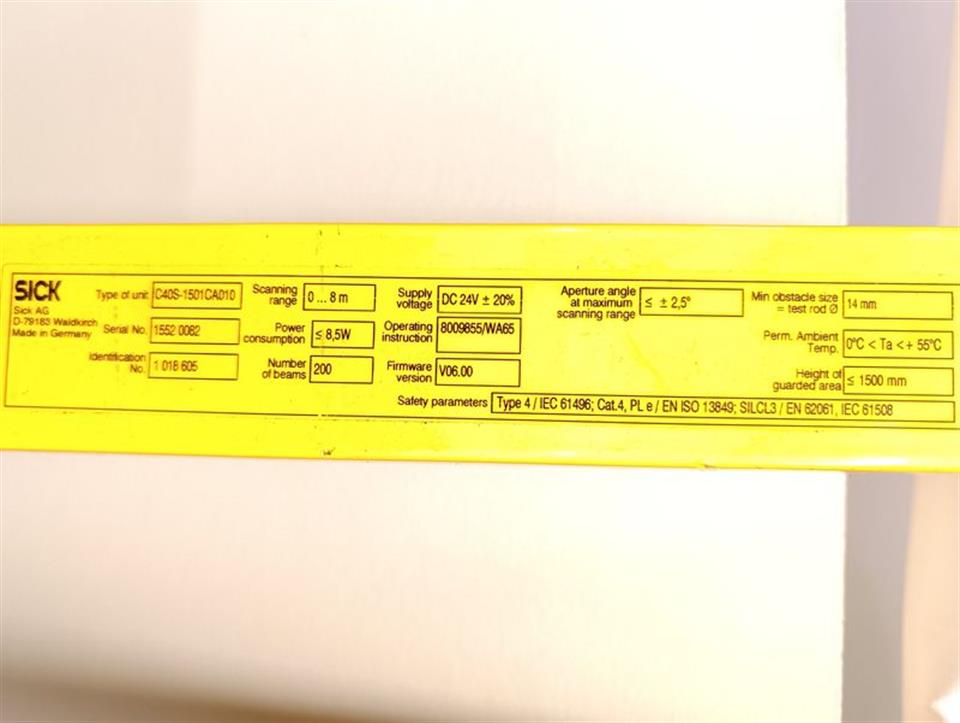 SICK
Sick AG
D-79183 Waldkirch
Made in Germany
Type of unit C40S-1501CA010
Serial No. 1552 0082
Identification No. 1 018 605
Scanning range 0 ... 8 m
Power consumption ≤ 8,5W
Number of beams 200
Supply voltage DC 24V ± 20%
Operating instruction 8009855/WA65
Firmware version V06.00
Aperture angle at maximum scanning range ≤ ± 2,5°
Min obstacle size = test rod Ø 14 mm
Perm. Ambient Temp. 0°C < Ta < + 55°C
Height of guarded area ≤ 1500 mm
Safety parameters Type 4 / IEC 61496; Cat.4, PL e / EN ISO 13849; SILCL3 / EN 62061, IEC 61508